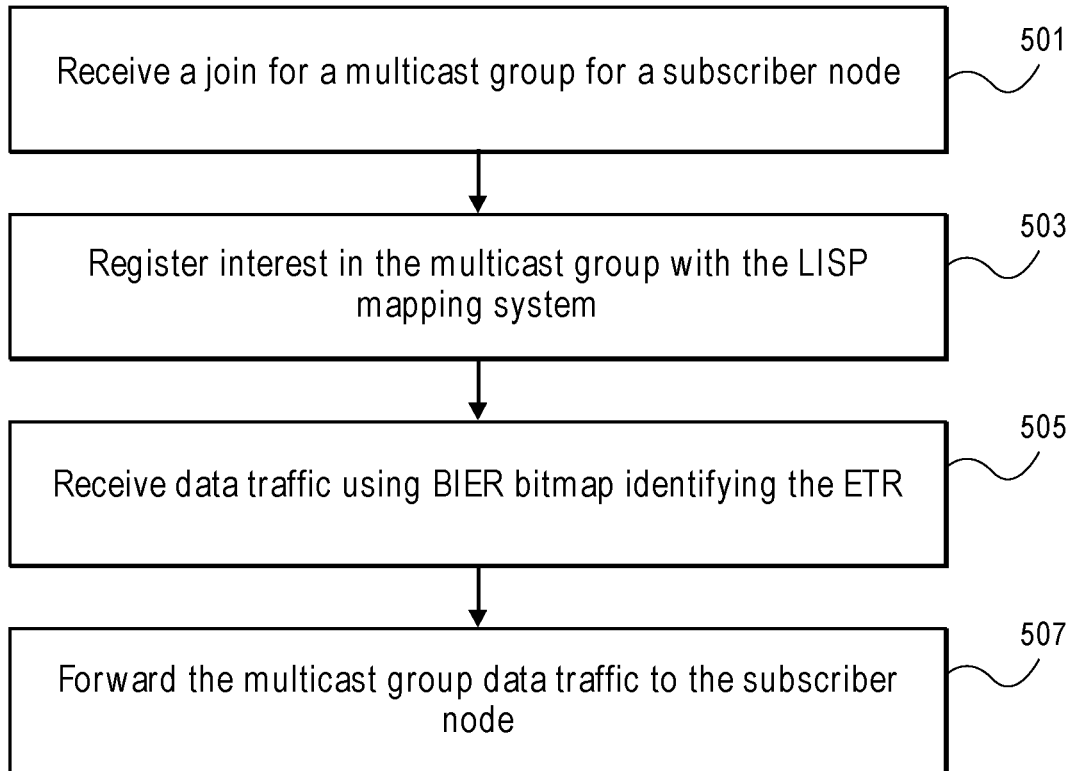 Receive a join for a multicast group for a subscriber node
501
Register interest in the multicast group with the LISP
mapping system
503
Receive data traffic using BIER bitmap identifying the ETR
505
Forward the multicast group data traffic to the subscriber
node
507